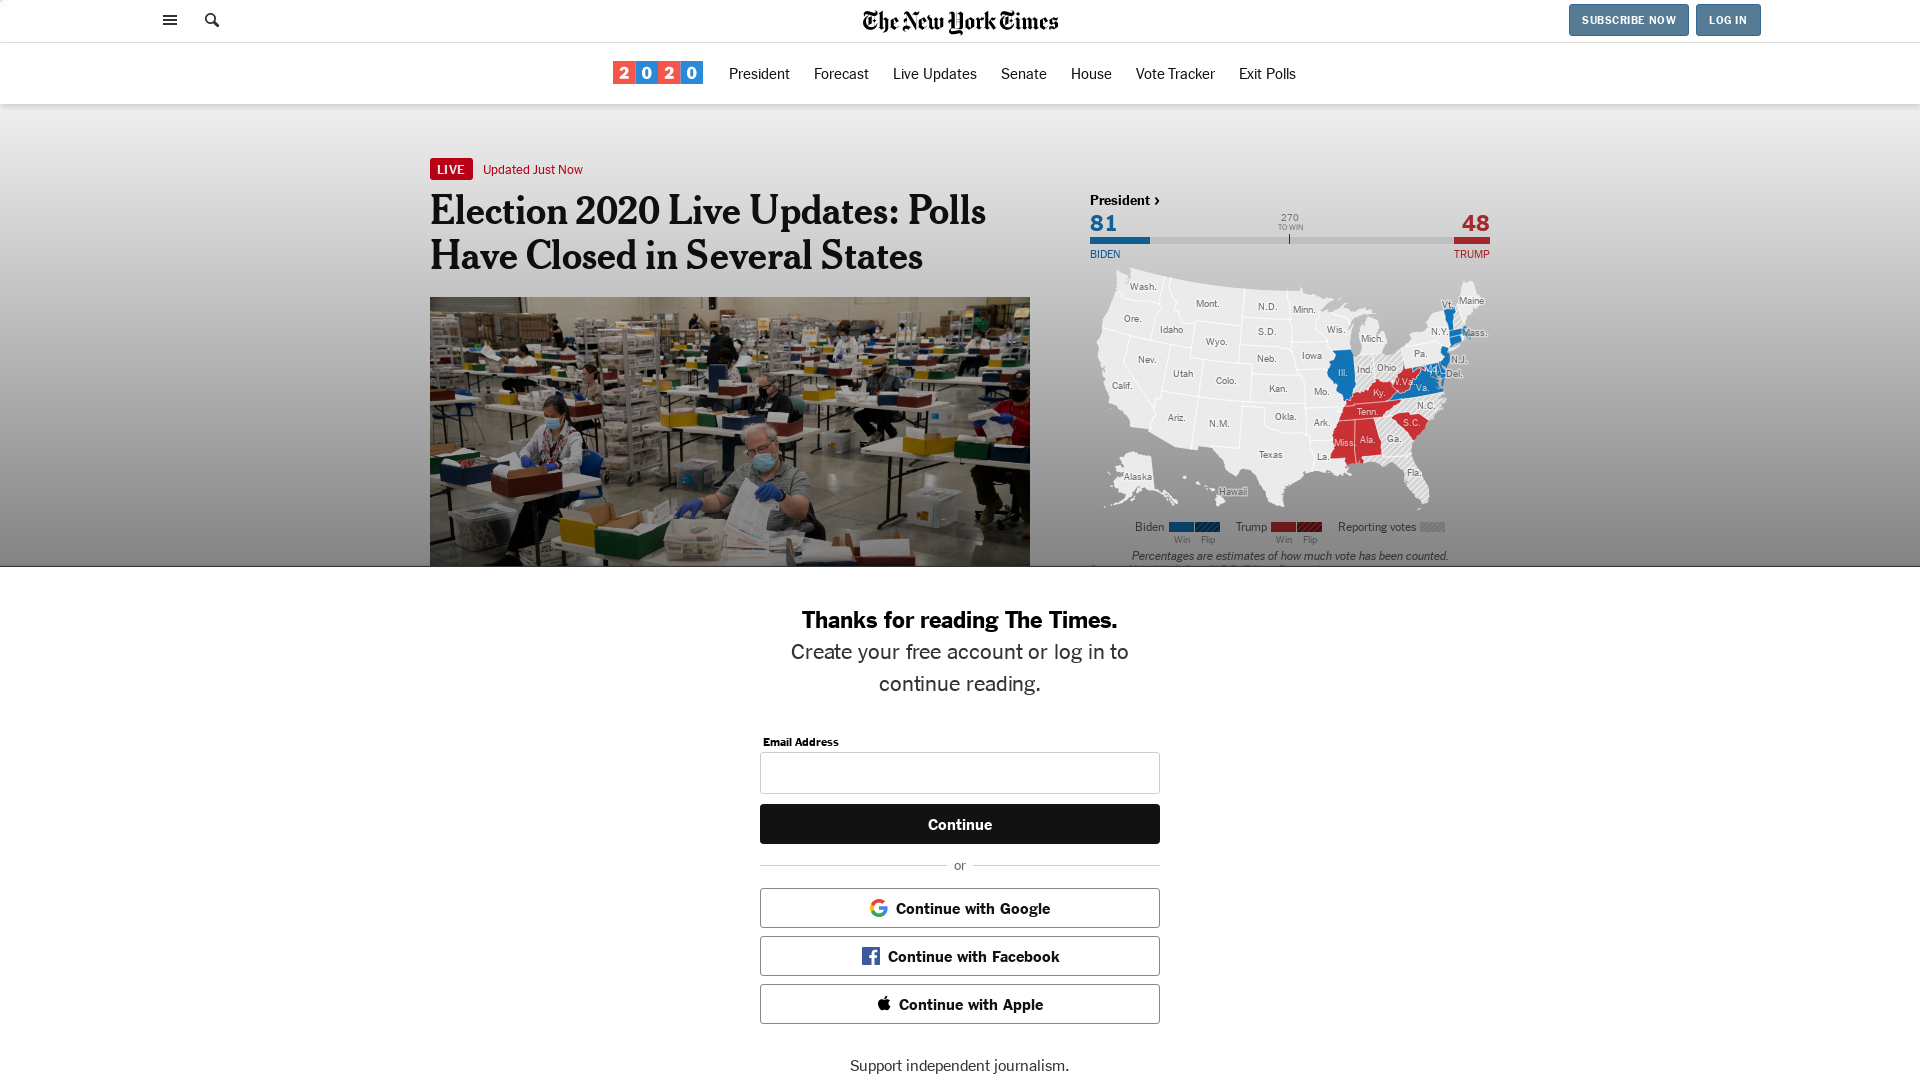 The New York Times
SUBSCRIBE NOW
LOG IN
2020
President
Forecast
Live Updates
Senate
House
Vote Tracker
Exit Polls
LIVE
Updated Just Now
Election 2020 Live Updates: Polls
Have Closed in Several States
President ›
81
270
TO WIN
48
BIDEN
TRUMP
Wash.
Mont.
N.D.
Minn.
Vt.
Maine
Ore.
Idaho
S.D.
Wis.
Mich.
N.Y.
Mass.
Wyo.
Nev.
Utah
Colo.
Neb.
Iowa
Ill.
Ind.
Ohio
Pa.
N.J.
Md.
Del.
Calif.
Kan.
Mo.
Ky.
W.Va.
Va.
Ariz.
N.M.
Okla.
Ark.
Tenn.
N.C.
S.C.
Texas
La.
Miss.
Ala.
Ga.
Fla.
Alaska
Hawaii
Biden
Win
Flip
Trump
Win
Flip
Reporting votes
Percentages are estimates of how much vote has been counted.
Thanks for reading The Times.
Create your free account or log in to
continue reading.
Email Address
Continue
or
Continue with Google
Continue with Facebook
Continue with Apple
Support independent journalism.